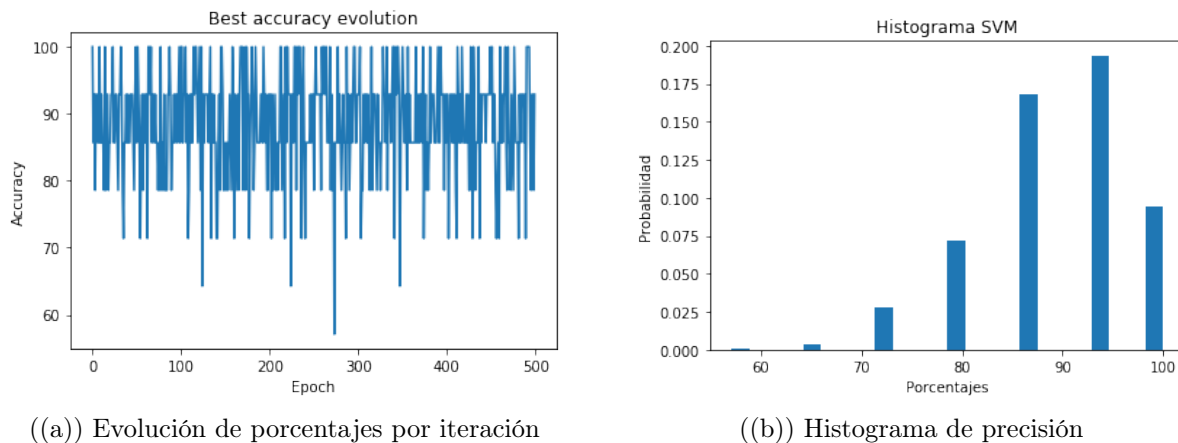 Best accuracy evolution
100
90
80
70
60
Accuracy
0 100 200 300 400 500
Epoch
((a)) Evolución de porcentajes por iteración
Histograma SVM
0.200
0.175
0.150
0.125
0.100
0.075
0.050
0.025
0.000
Probabilidad
60 70 80 90 100
Porcentajes
((b)) Histograma de precisión